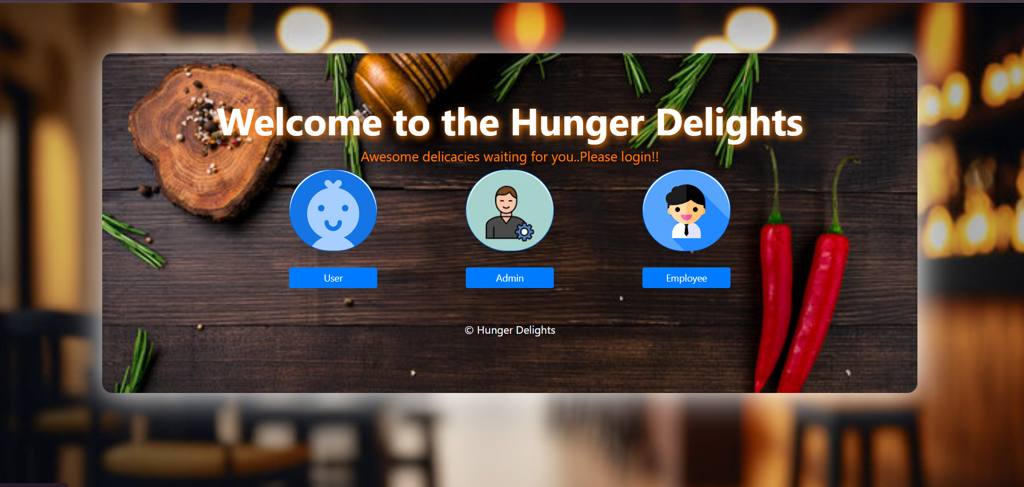 Welcome to the Hunger Delights
Awesome delicacies waiting for you..Please login!!
User
Admin
Employee
© Hunger Delights